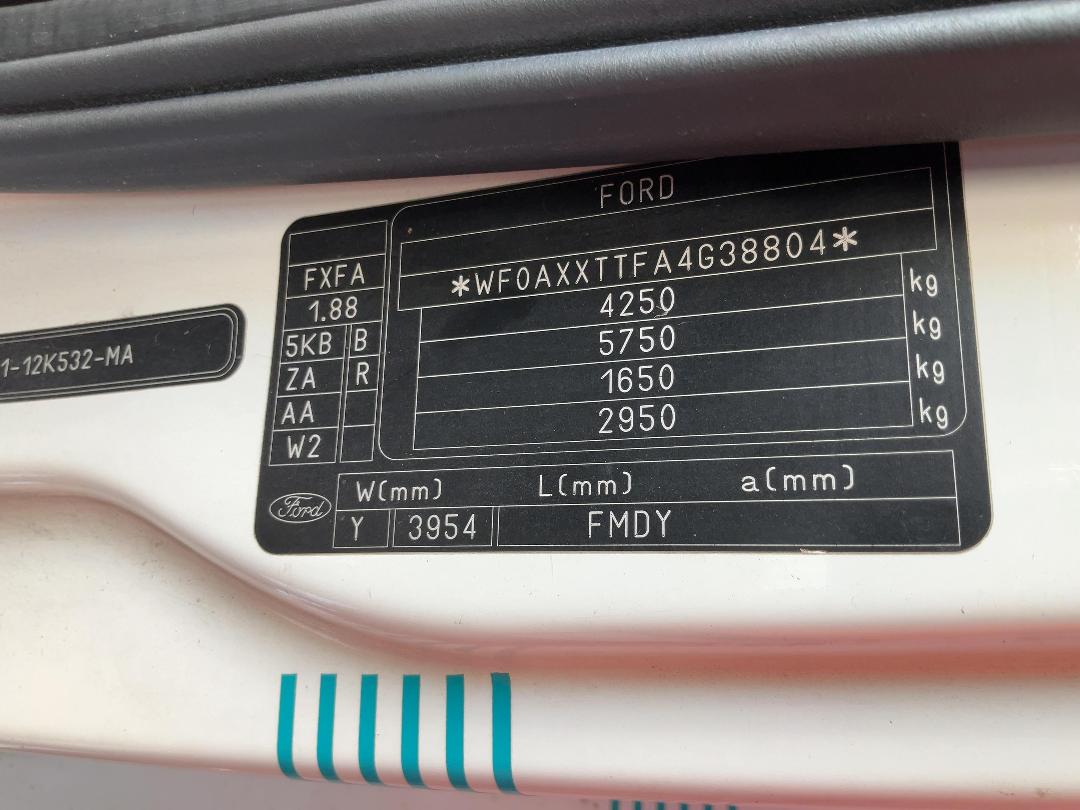 FORD
*WF0AXXTTFA4G38804*
4250 kg
5750 kg
1650 kg
2950 kg
FXFA
1.88
5KB B
ZA R
AA
W2
1-12K532-MA
Ford
W(mm) L(mm) a(mm)
Y 3954 FMDY